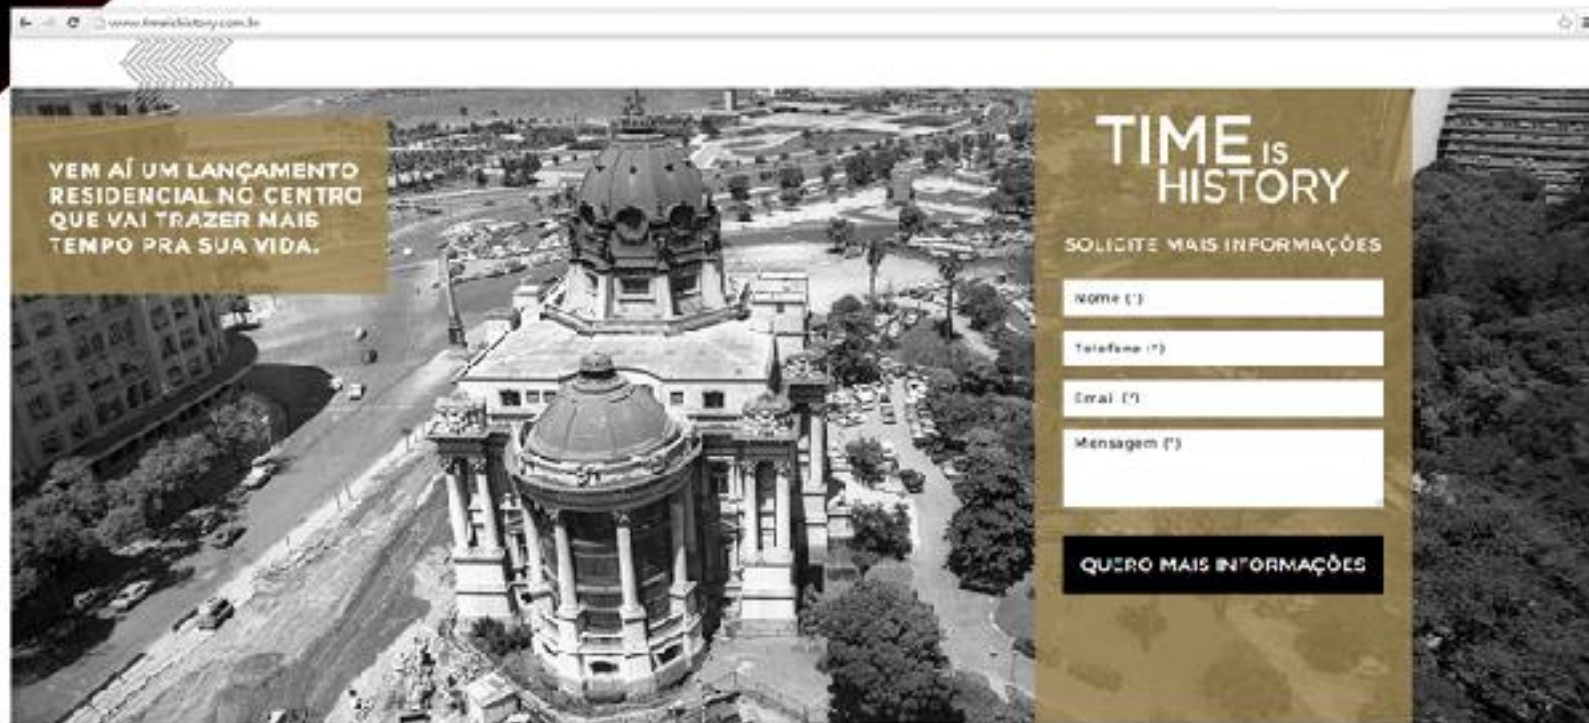 www.timeishistory.com.br
VEM AÍ UM LANÇAMENTO
RESIDENCIAL NO CENTRO
QUE VAI TRAZER MAIS
TEMPO PRA SUA VIDA.
TIME IS
HISTORY
SOLICITE MAIS INFORMAÇÕES
Nome (*)
Telefone (*)
Email (*)
Mensagem (*)
QUERO MAIS INFORMAÇÕES